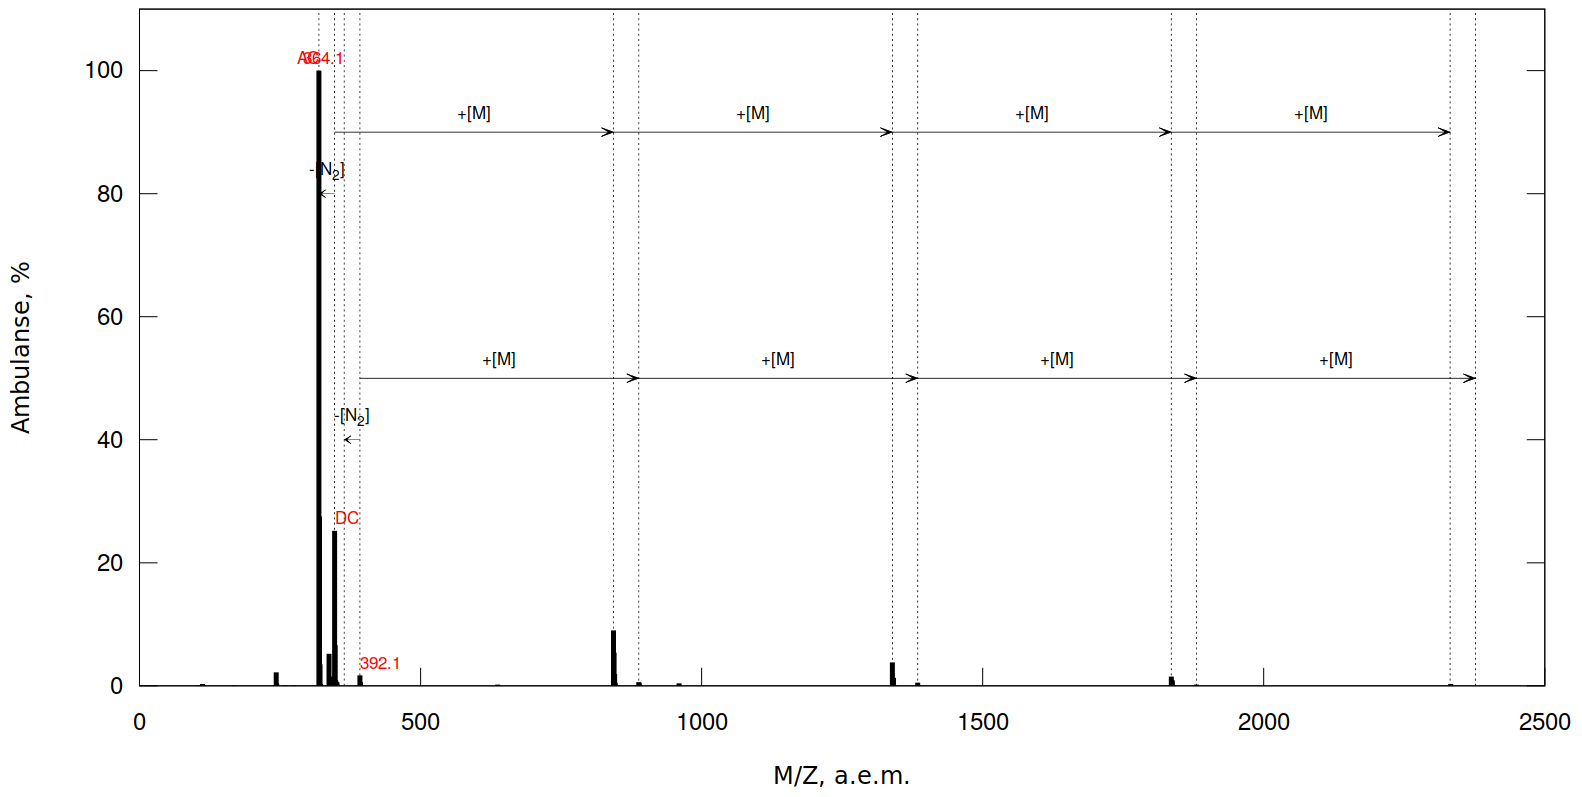 AC 364.1
100
+[M] +[M] +[M] +[M]
80
-[N2]
60
+[M] +[M] +[M] +[M]
-[N2]
40
DC
20
392.1
0
0 500 1000 1500 2000 2500
M/Z, a.e.m.
Ambulanse, %